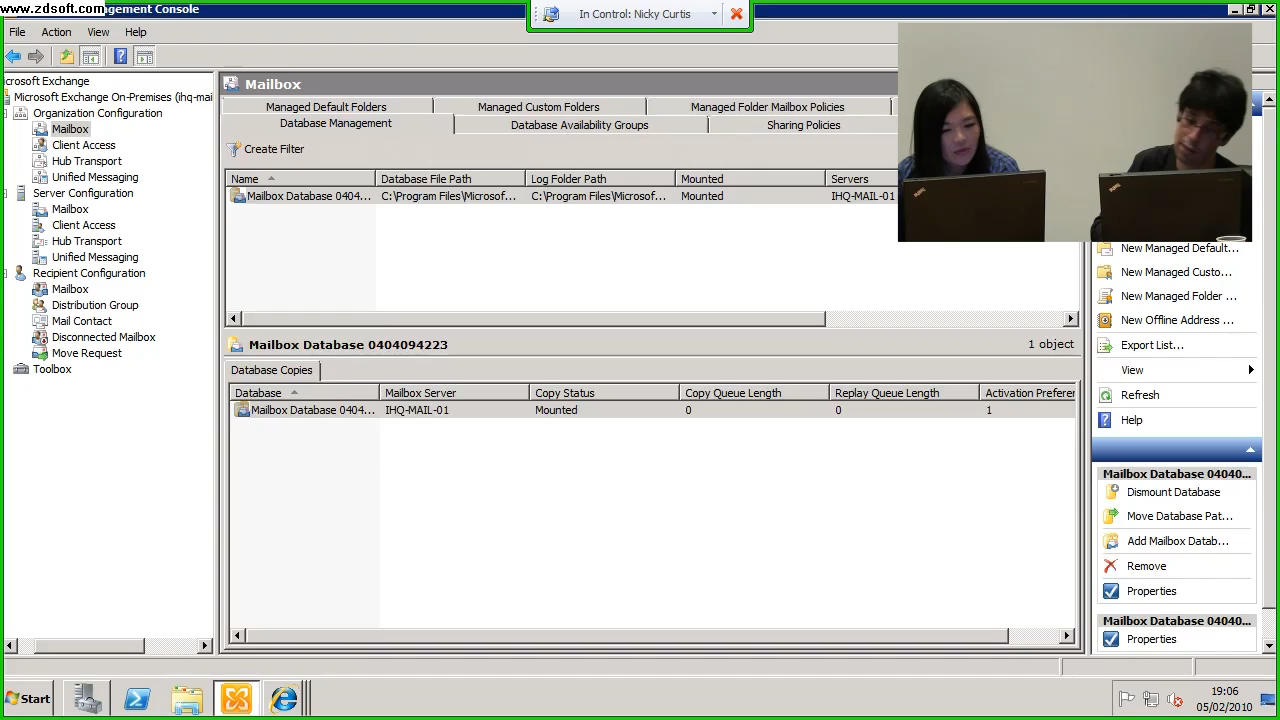 www.zdsoft.com
agement Console
In Control: Nicky Curtis
File Action View Help
icrosoft Exchange
Microsoft Exchange On-Premises (ihq-mai
Organization Configuration
Mailbox
Client Access
Hub Transport
Unified Messaging
Server Configuration
Mailbox
Client Access
Hub Transport
Unified Messaging
Recipient Configuration
Mailbox
Distribution Group
Mail Contact
Disconnected Mailbox
Move Request
Toolbox
Mailbox
Managed Default Folders Managed Custom Folders Managed Folder Mailbox Policies
Database Management Database Availability Groups Sharing Policies
Create Filter
Name Database File Path Log Folder Path Mounted Servers
Mailbox Database 0404... C:\Program Files\Microsof... C:\Program Files\Microsof... Mounted IHQ-MAIL-01
Mailbox Database 0404094223 1 object
Database Copies
Database Mailbox Server Copy Status Copy Queue Length Replay Queue Length Activation Preferen
Mailbox Database 0404... IHQ-MAIL-01 Mounted 0 0 1
New Managed Default...
New Managed Custo...
New Managed Folder ...
New Offline Address ...
Export List...
View
Refresh
Help
Mailbox Database 04040...
Dismount Database
Move Database Pat...
Add Mailbox Datab...
Remove
Properties
Mailbox Database 04040...
Properties
Start
19:06
05/02/2010